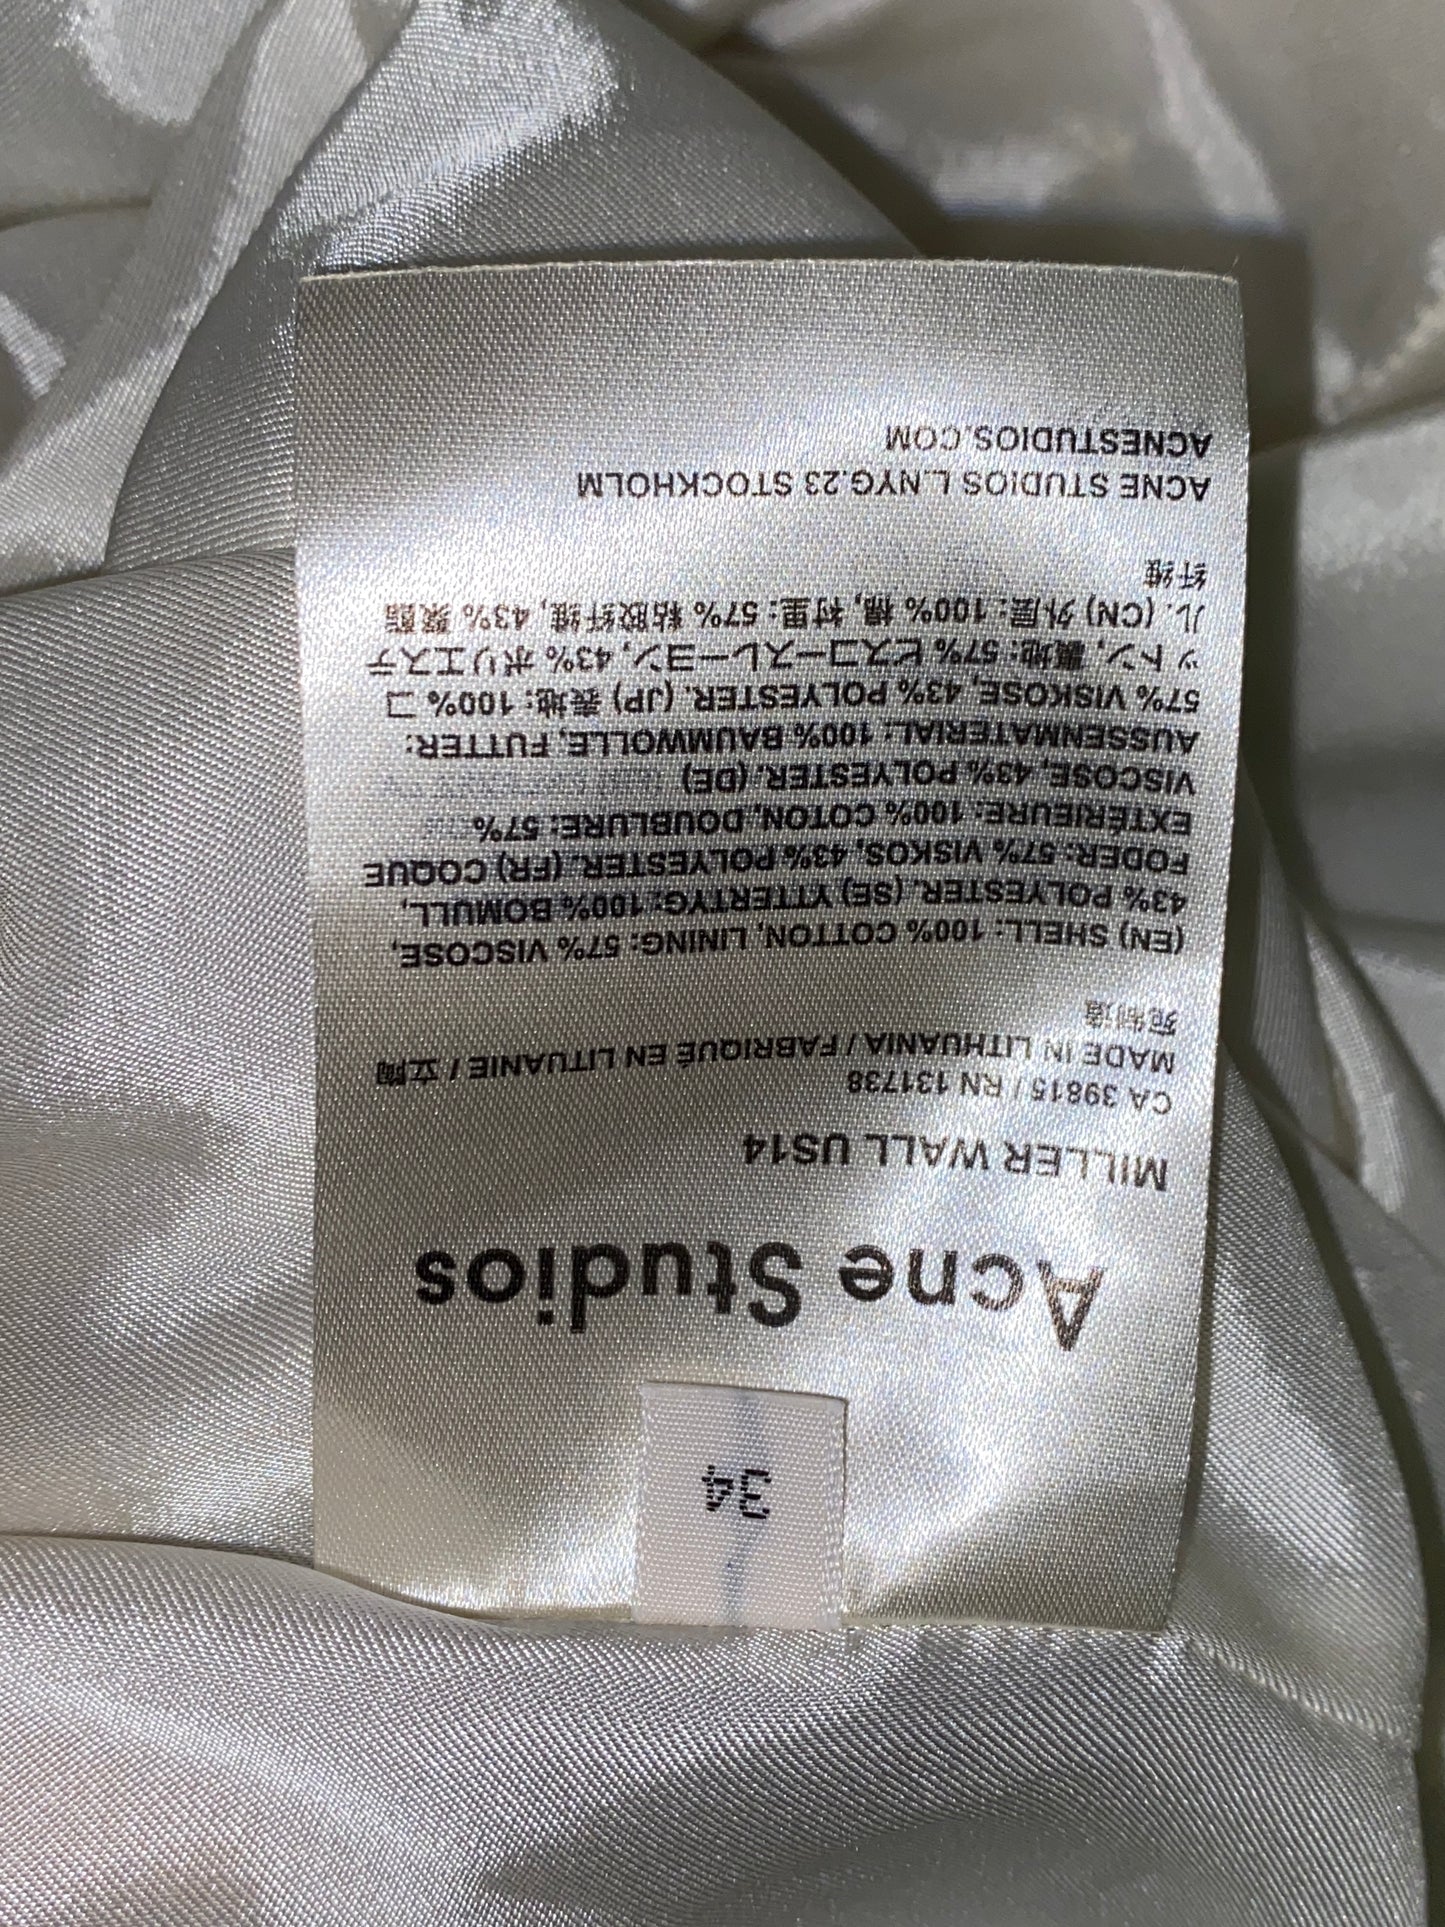 34
Acne Studios
MILLER WALL US14
CA 39815 / RN 131738
MADE IN LITHUANIA / FABRIQUÉ EN LITUANIE / 立陶
宛制造
(EN) SHELL: 100% COTTON, LINING: 57% VISCOSE,
43% POLYESTER. (SE) YTTERTYG: 100% BOMULL,
FODER: 57% VISKOS, 43% POLYESTER. (FR) COQUE
EXTÉRIEURE: 100% COTON, DOUBLURE: 57%
VISCOSE, 43% POLYESTER. (DE)
AUSSENMATERIAL: 100% BAUMWOLLE, FUTTER:
57% VISKOSE, 43% POLYESTER. (JP) 表地: 100% コ
ットン, 裏地: 57% ビスコースレーヨン, 43% ポリエステ
ル. (CN) 外层: 100% 棉, 衬里: 57% 粘胶纤维, 43% 聚酯
纤维
ACNE STUDIOS L.NYG.23 STOCKHOLM
ACNESTUDIOS.COM